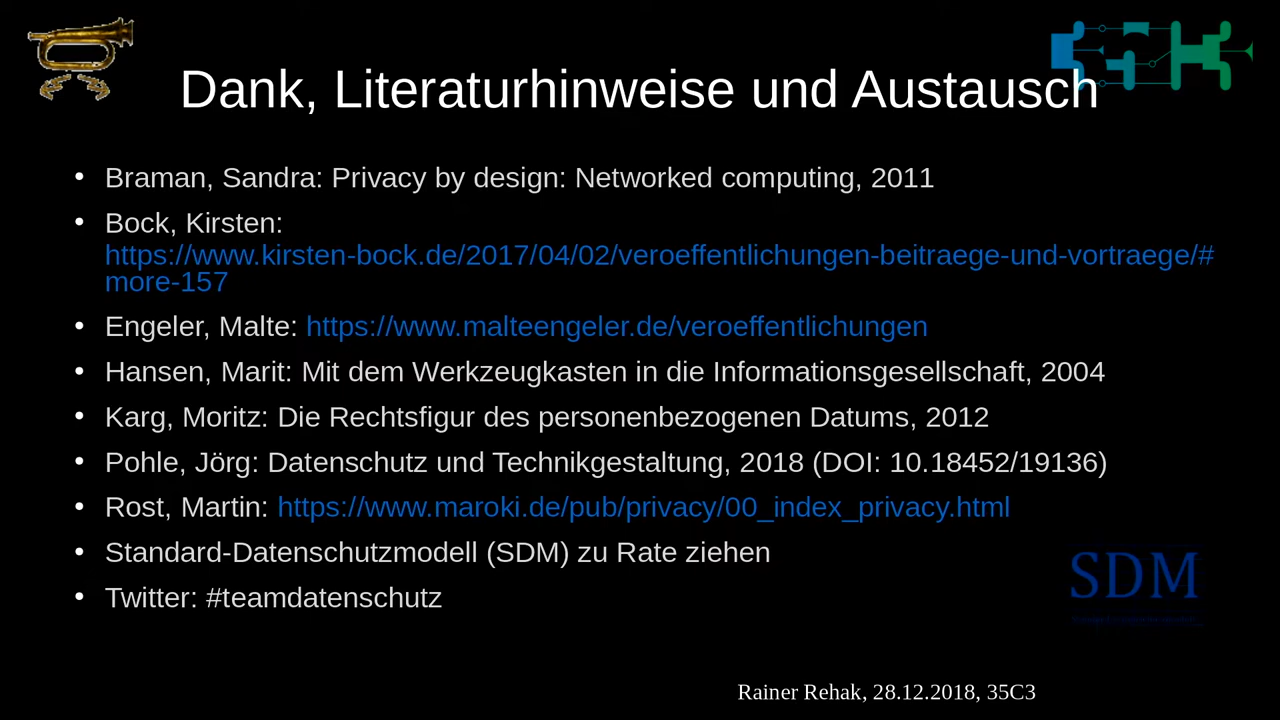 Dank, Literaturhinweise und Austausch
• Braman, Sandra: Privacy by design: Networked computing, 2011
• Bock, Kirsten:
https://www.kirsten-bock.de/2017/04/02/veroeffentlichungen-beitraege-und-vortraege/#
more-157
• Engeler, Malte: https://www.malteengeler.de/veroeffentlichungen
• Hansen, Marit: Mit dem Werkzeugkasten in die Informationsgesellschaft, 2004
• Karg, Moritz: Die Rechtsfigur des personenbezogenen Datums, 2012
• Pohle, Jörg: Datenschutz und Technikgestaltung, 2018 (DOI: 10.18452/19136)
• Rost, Martin: https://www.maroki.de/pub/privacy/00_index_privacy.html
• Standard-Datenschutzmodell (SDM) zu Rate ziehen
• Twitter: #teamdatenschutz
SDM
Rainer Rehak, 28.12.2018, 35C3